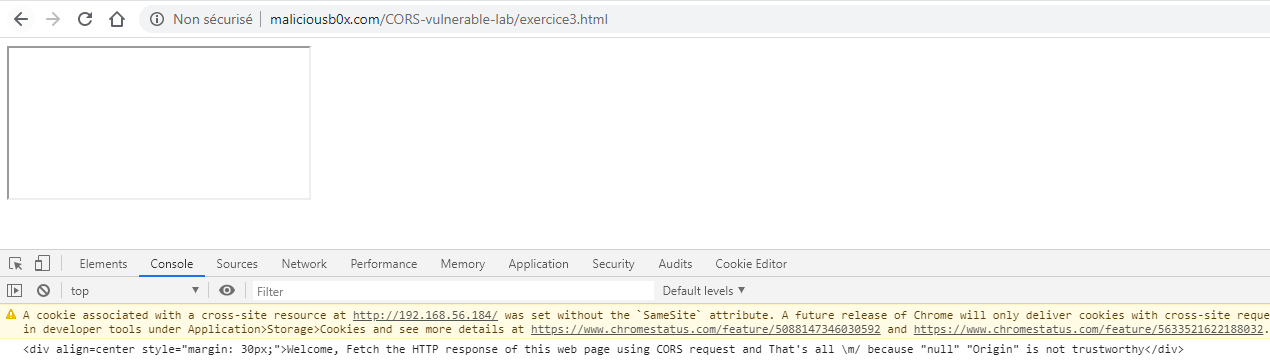 Non sécurisé | maliciousb0x.com/CORS-vulnerable-lab/exercice3.html
Elements Console Sources Network Performance Memory Application Security Audits Cookie Editor
top Filter Default levels
A cookie associated with a cross-site resource at http://192.168.56.184/ was set without the `SameSite` attribute. A future release of Chrome will only deliver cookies with cross-site reque
in developer tools under Application>Storage>Cookies and see more details at https://www.chromestatus.com/feature/5088147346030592 and https://www.chromestatus.com/feature/5633521622188032.
<div align=center style="margin: 30px;">Welcome, Fetch the HTTP response of this web page using CORS request and That's all \m/ because "null" "Origin" is not trustworthy</div>